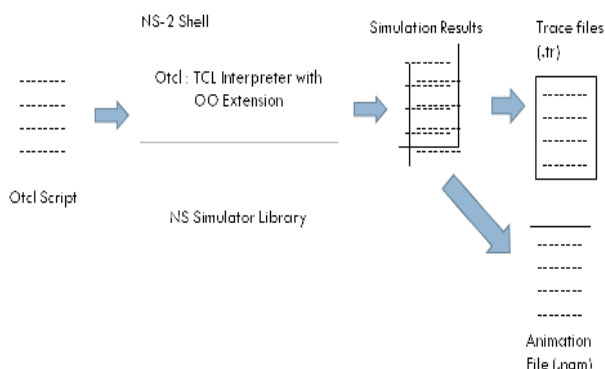 NS-2 Shell
Simulation Results
Trace files
(.tr)
Otcl : TCL Interpreter with
OO Extension
Otcl Script
NS Simulator Library
Animation
File (.nam)